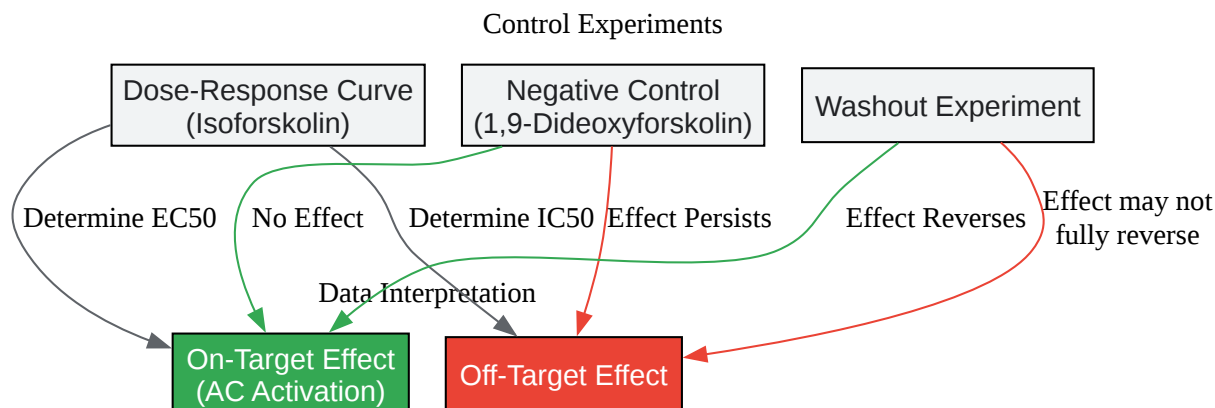 Control Experiments
Dose-Response Curve
(Isoforskolin)
Negative Control
(1,9-Dideoxyforskolin)
Washout Experiment
Determine EC50
No Effect
Determine IC50
Effect Persists
Effect Reverses
Effect may not
fully reverse
Data Interpretation
On-Target Effect
(AC Activation)
Off-Target Effect